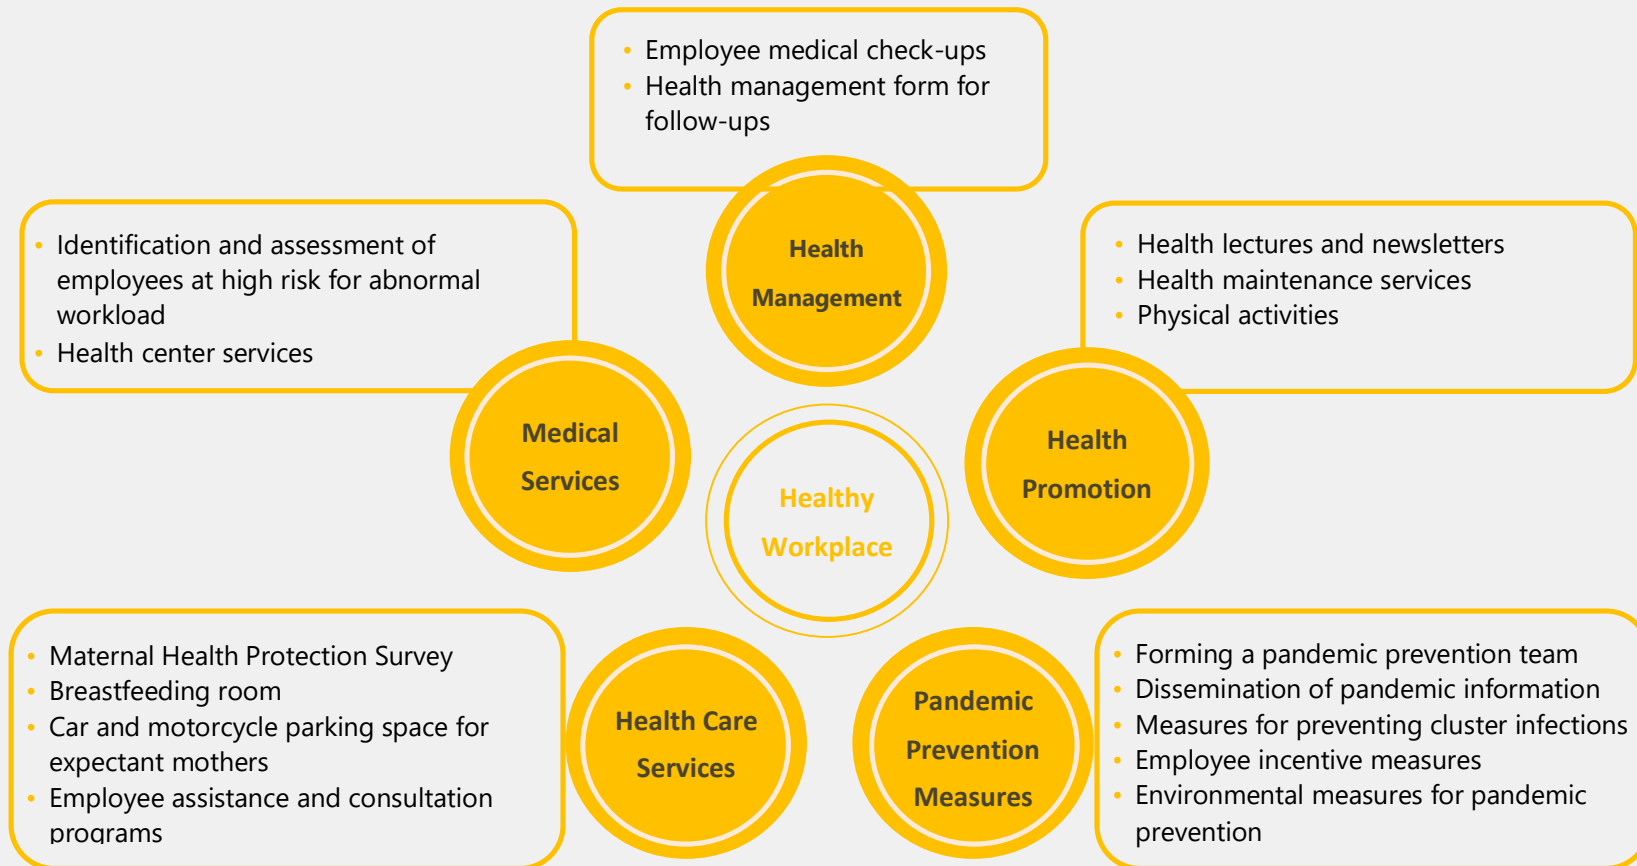 • Employee medical check-ups
• Health management form for
follow-ups
Health
Management
• Identification and assessment of
employees at high risk for abnormal
workload
• Health center services
Medical
Services
• Health lectures and newsletters
• Health maintenance services
• Physical activities
Health
Promotion
Healthy
Workplace
• Maternal Health Protection Survey
• Breastfeeding room
• Car and motorcycle parking space for
expectant mothers
• Employee assistance and consultation
programs
Health Care
Services
Pandemic
Prevention
Measures
• Forming a pandemic prevention team
• Dissemination of pandemic information
• Measures for preventing cluster infections
• Employee incentive measures
• Environmental measures for pandemic
prevention